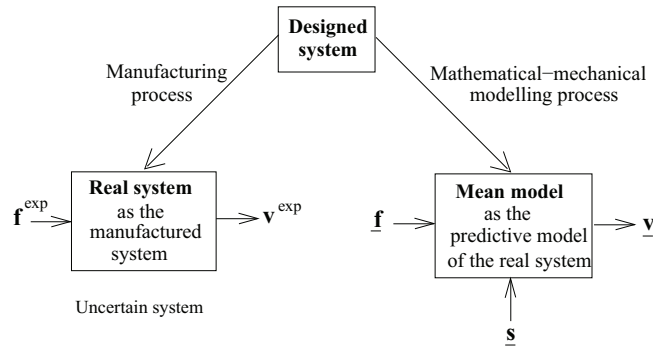 Designed
system
Manufacturing
process
Mathematical−mechanical
modelling process
Real system
as the
manufactured
system
f exp
v exp
Mean model
as the
predictive model
of the real system
f
v
s
Uncertain system